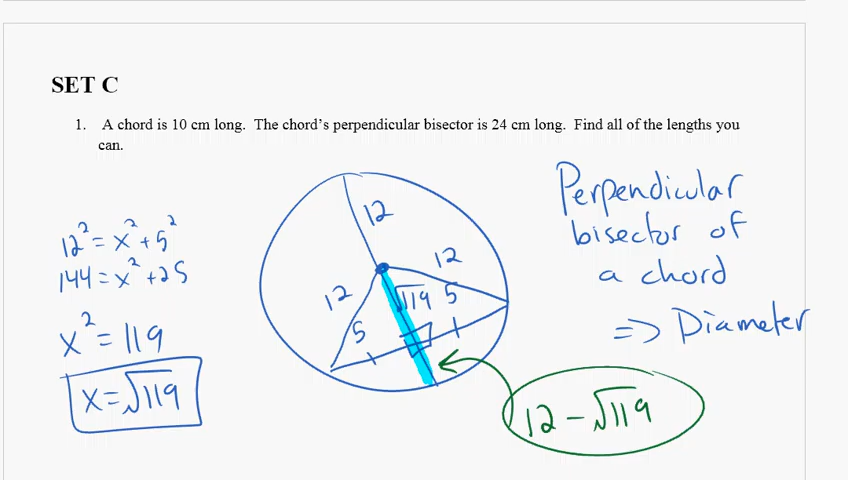 SET C
1. A chord is 10 cm long. The chord's perpendicular bisector is 24 cm long. Find all of the lengths you
can.
12² = x² + 5²
144 = x² + 25
x² = 119
x = √119
12
12
12
√119
5
5
Perpendicular
bisector of
a chord
⇒ Diameter
12 - √119